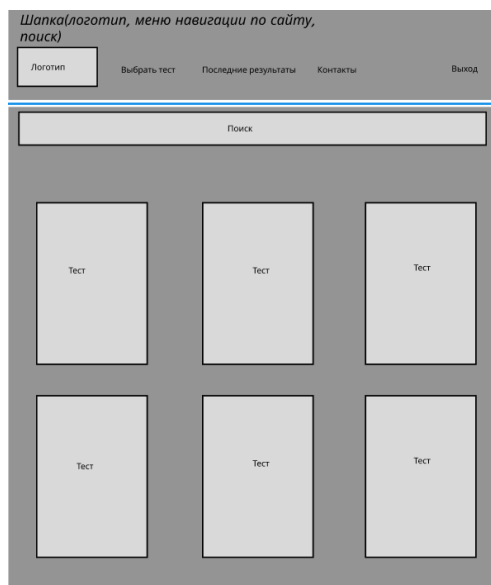 Шапка(логотип, меню навигации по сайту,
поиск)
Логотип
Выбрать тест
Последние результаты
Контакты
Выход
Поиск
Тест
Тест
Тест
Тест
Тест
Тест